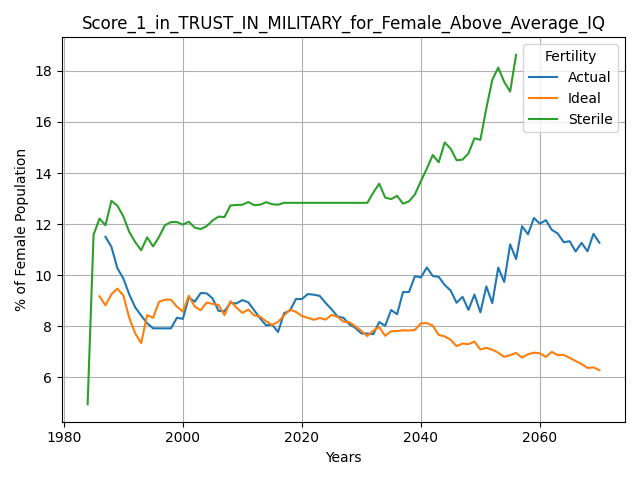 Score_1_in_TRUST_IN_MILITARY_for_Female_Above_Average_IQ
% of Female Population
18
16
14
12
10
8
6
Fertility
Actual
Ideal
Sterile
1980 2000 2020 2040 2060
Years